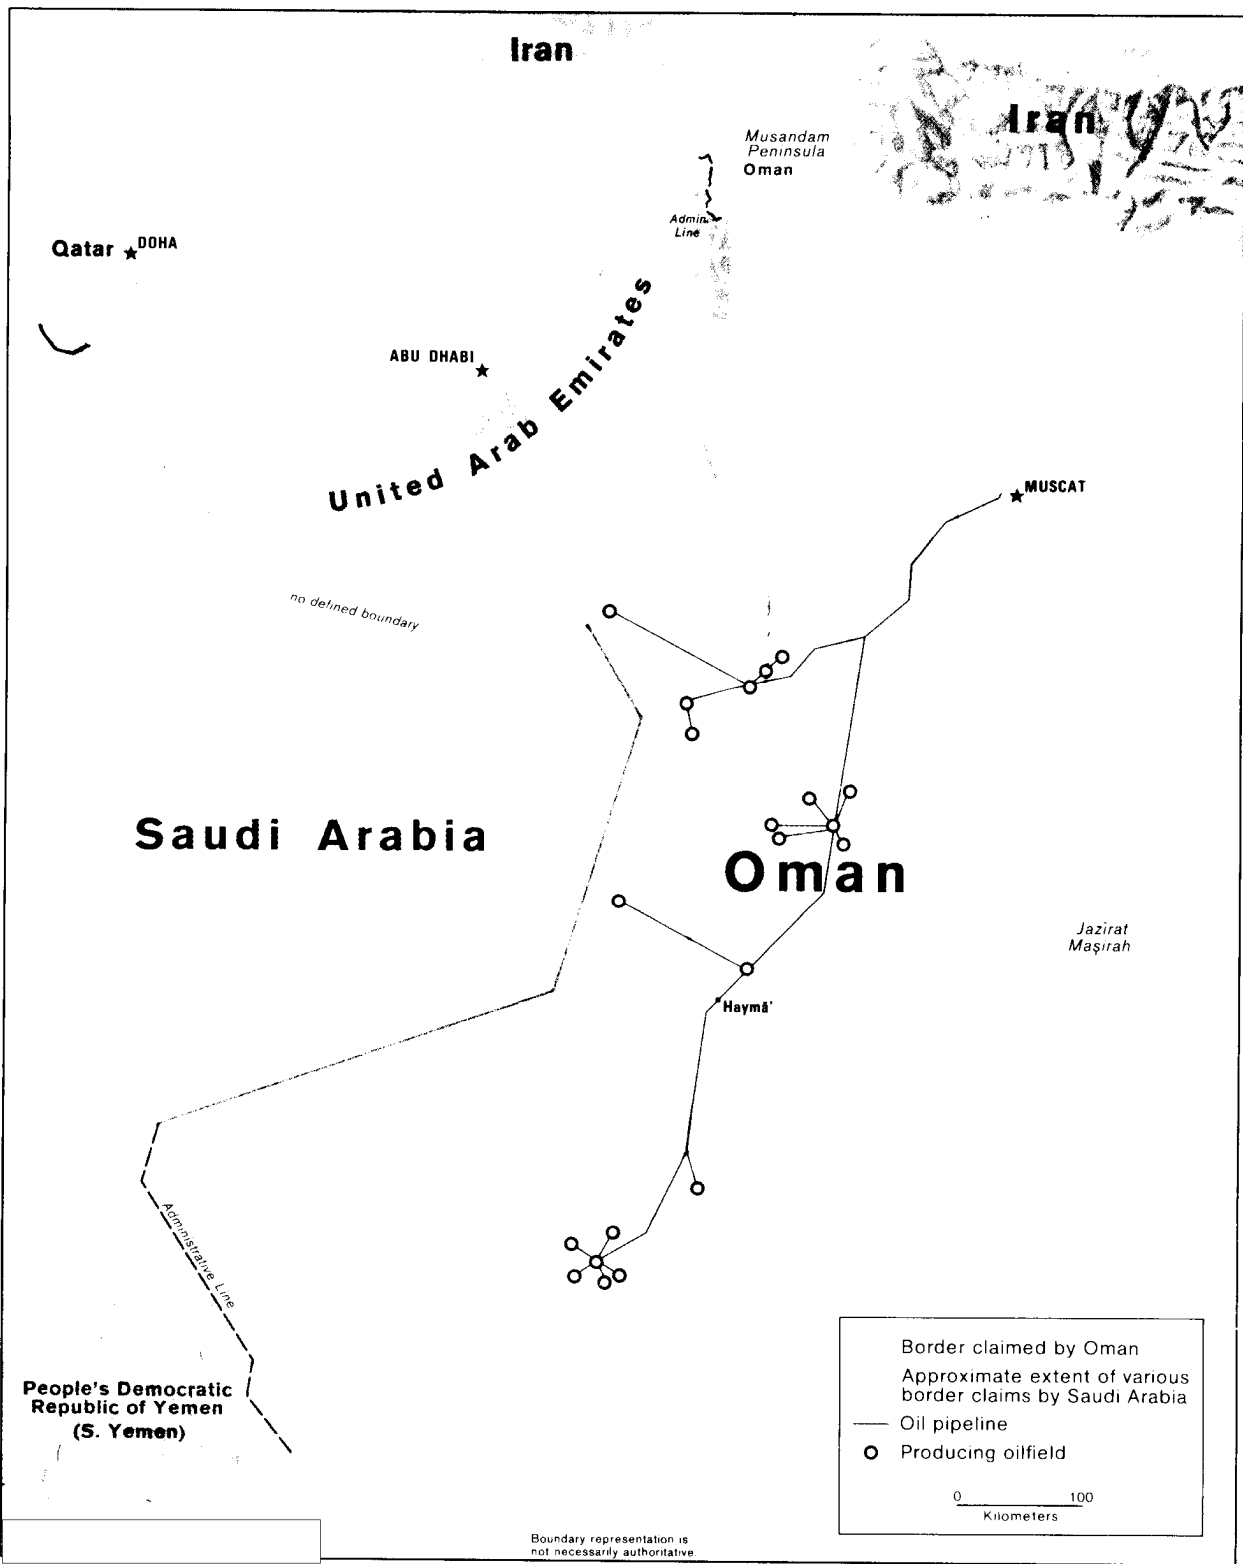 Iran
Iran
Musandam
Peninsula
Oman
Admin.
Line
Qatar
DOHA
ABU DHABI
United Arab Emirates
MUSCAT
no defined boundary
Saudi Arabia
Oman
Jazirat
Maşirah
Haymā'
Administrative Line
People's Democratic
Republic of Yemen
(S. Yemen)
Border claimed by Oman
Approximate extent of various
border claims by Saudi Arabia
Oil pipeline
Producing oilfield
0 100
Kilometers
Boundary representation is
not necessarily authoritative.